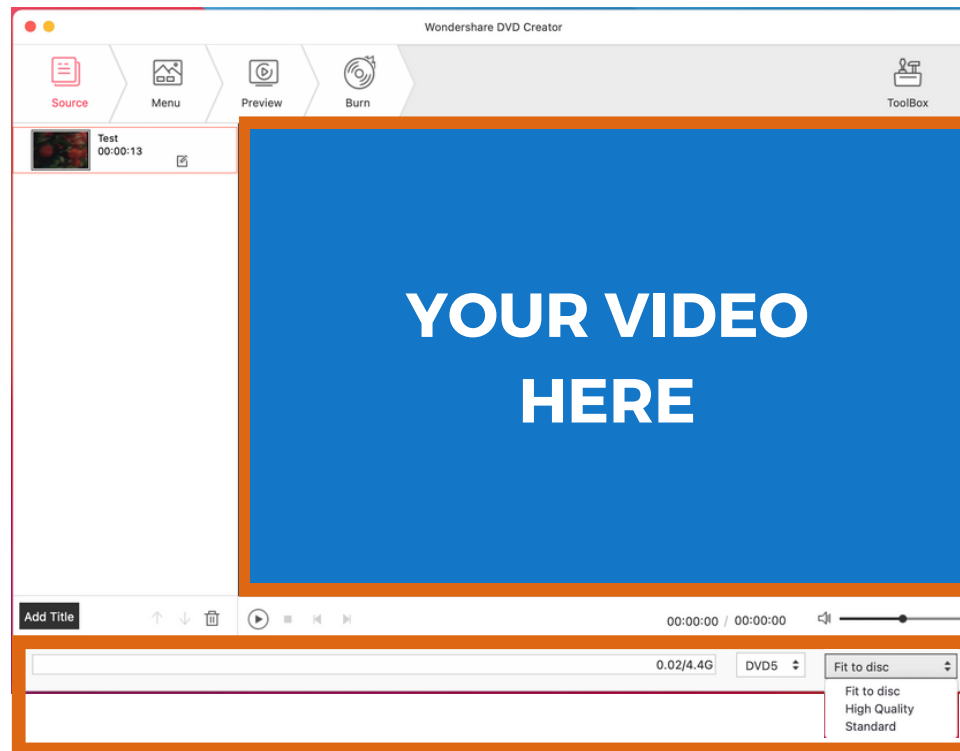 Wondershare DVD Creator
Source
Menu
Preview
Burn
ToolBox
Test
00:00:13
YOUR VIDEO
HERE
Add Title
00:00:00 / 00:00:00
0.02/4.4G
DVD5
Fit to disc
Fit to disc
High Quality
Standard